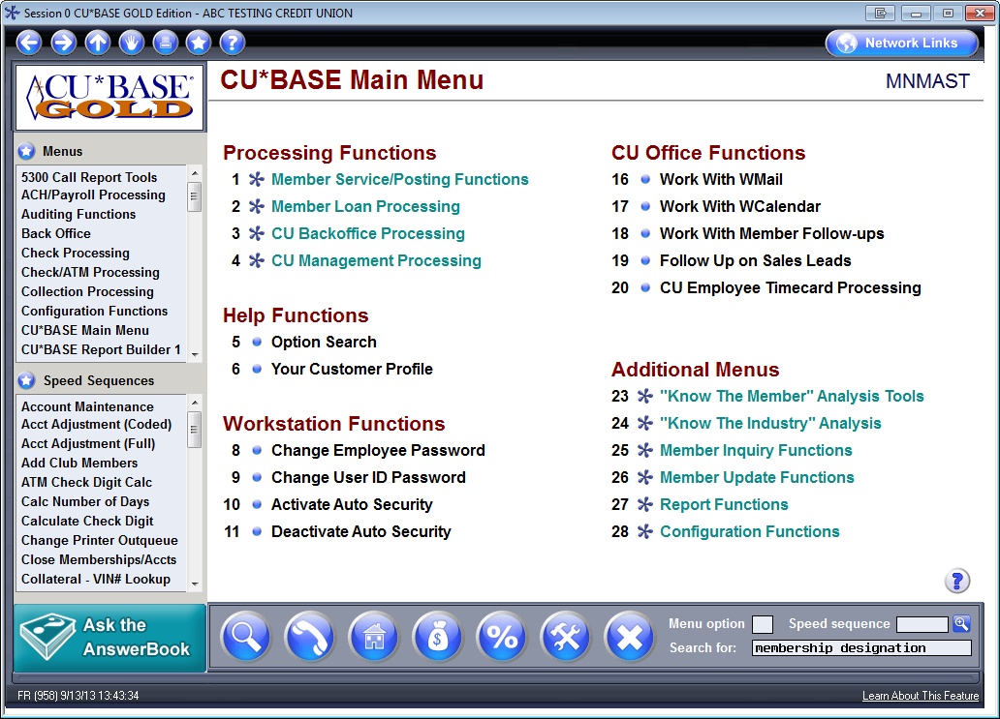 Session 0 CU*BASE GOLD Edition - ABC TESTING CREDIT UNION
Network Links
CU*BASE®
GOLD
CU*BASE Main Menu
MNMAST
Menus
5300 Call Report Tools
ACH/Payroll Processing
Auditing Functions
Back Office
Check Processing
Check/ATM Processing
Collection Processing
Configuration Functions
CU*BASE Main Menu
CU*BASE Report Builder 1
Speed Sequences
Account Maintenance
Acct Adjustment (Coded)
Acct Adjustment (Full)
Add Club Members
ATM Check Digit Calc
Calc Number of Days
Calculate Check Digit
Change Printer Outqueue
Close Memberships/Accts
Collateral - VIN# Lookup
Ask the
AnswerBook
Processing Functions
1 Member Service/Posting Functions
2 Member Loan Processing
3 CU Backoffice Processing
4 CU Management Processing
Help Functions
5 Option Search
6 Your Customer Profile
Workstation Functions
8 Change Employee Password
9 Change User ID Password
10 Activate Auto Security
11 Deactivate Auto Security
CU Office Functions
16 Work With WMail
17 Work With WCalendar
18 Work With Member Follow-ups
19 Follow Up on Sales Leads
20 CU Employee Timecard Processing
Additional Menus
23 "Know The Member" Analysis Tools
24 "Know The Industry" Analysis
25 Member Inquiry Functions
26 Member Update Functions
27 Report Functions
28 Configuration Functions
Menu option Speed sequence
Search for: membership designation
FR (958) 9/13/13 13:43:34
Learn About This Feature